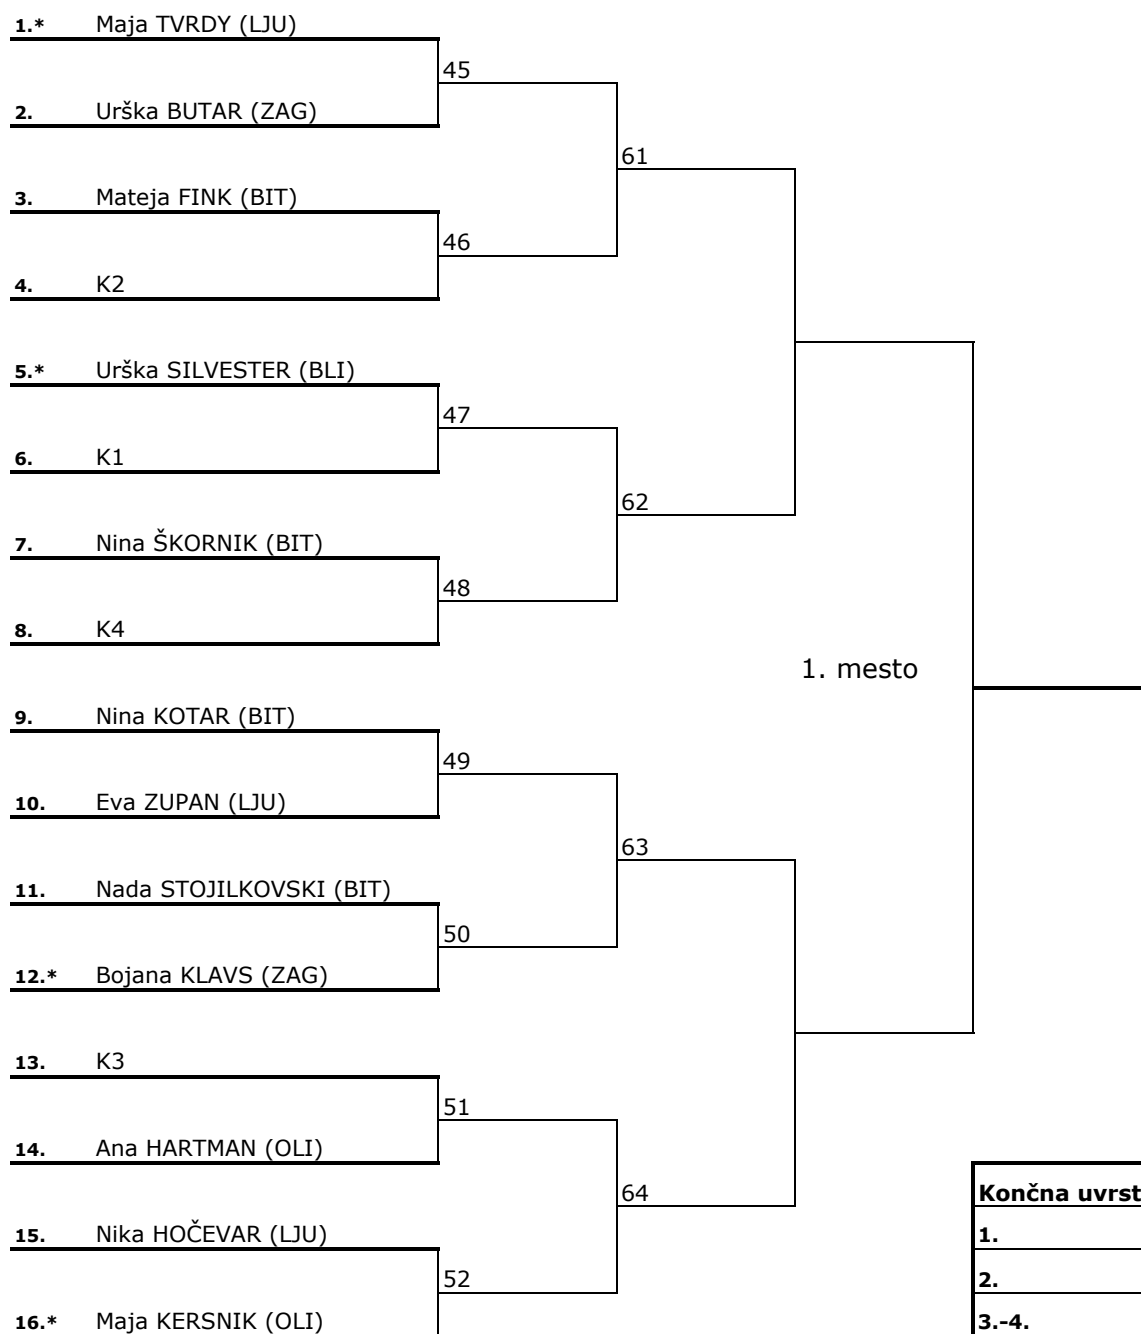 1.* Maja TVRDY (LJU)
45
2. Urška BUTAR (ZAG)
61
3. Mateja FINK (BIT)
46
4. K2
5.* Urška SILVESTER (BLI)
47
6. K1
62
7. Nina ŠKORNIK (BIT)
48
8. K4
1. mesto
9. Nina KOTAR (BIT)
49
10. Eva ZUPAN (LJU)
63
11. Nada STOJILKOVSKI (BIT)
50
12.* Bojana KLAVS (ZAG)
13. K3
51
14. Ana HARTMAN (OLI)
64
Končna uvrst
15. Nika HOČEVAR (LJU)
1.
52
2.
16.* Maja KERSNIK (OLI)
3.-4.